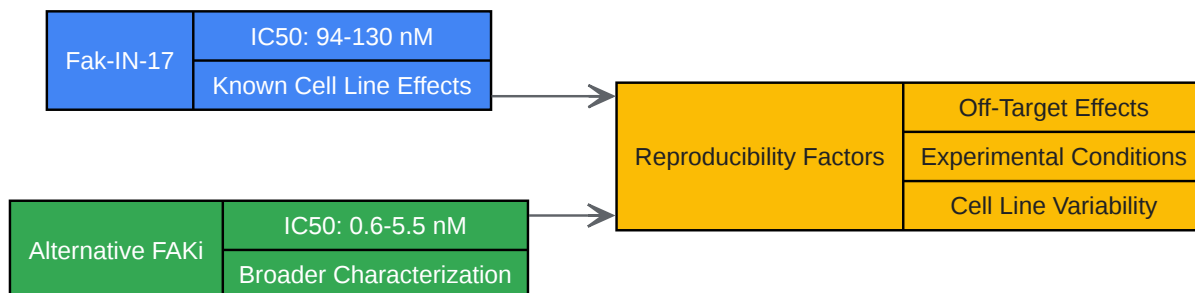 Fak-IN-17
IC50: 94-130 nM
Known Cell Line Effects
Alternative FAKi
IC50: 0.6-5.5 nM
Broader Characterization
Reproducibility Factors
Off-Target Effects
Experimental Conditions
Cell Line Variability